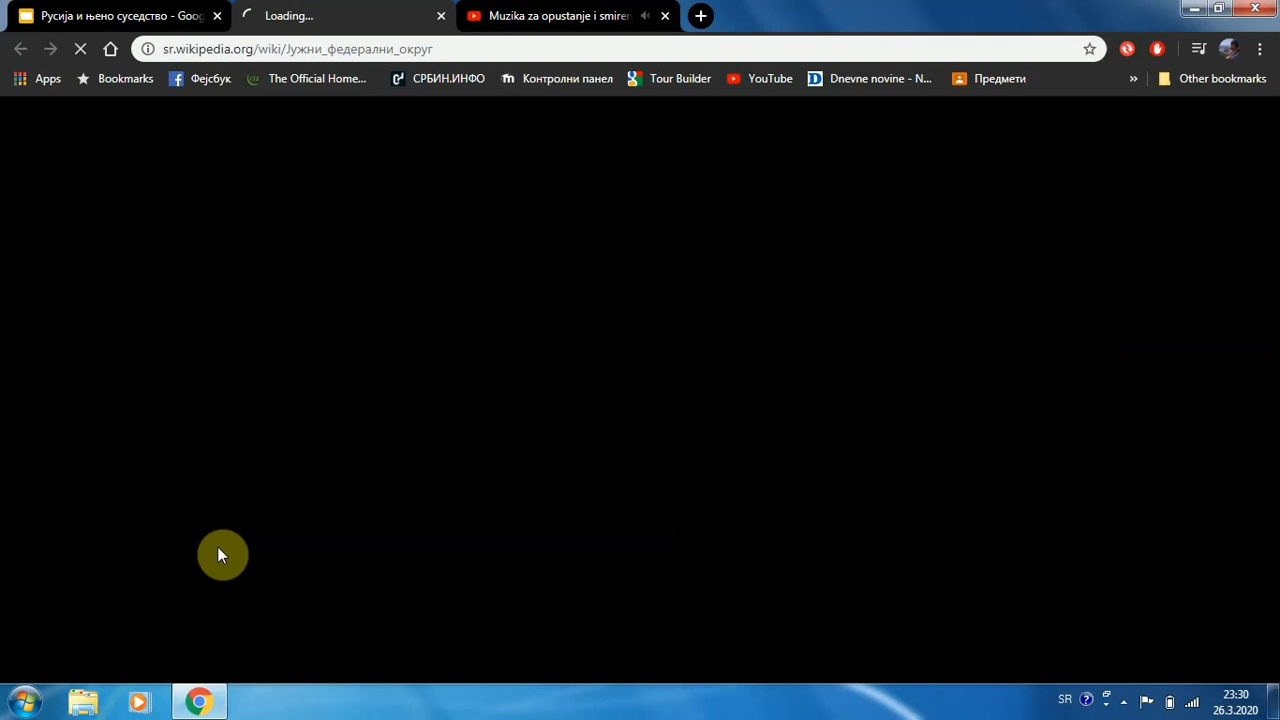 Русија и њено суседство - Goog
Loading...
Muzika za opustanje i smiren
sr.wikipedia.org/wiki/Јужни_федерални_округ
Apps
Bookmarks
Фејсбук
The Official Home...
СРБИН.ИНФО
Контролни панел
Tour Builder
YouTube
Dnevne novine - N...
Предмети
»
Other bookmarks
SR
23:30
26.3.2020